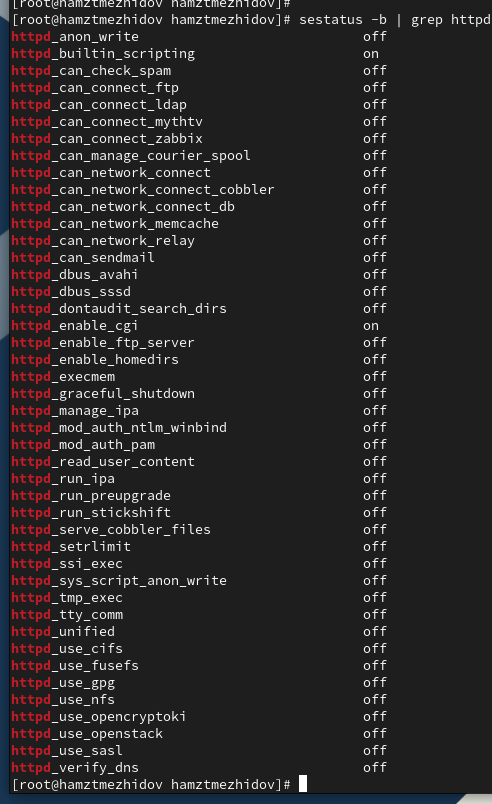 [root@hamztmezhidov hamztmezhidov]#
[root@hamztmezhidov hamztmezhidov]# sestatus -b | grep httpd
httpd_anon_write off
httpd_builtin_scripting on
httpd_can_check_spam off
httpd_can_connect_ftp off
httpd_can_connect_ldap off
httpd_can_connect_mythtv off
httpd_can_connect_zabbix off
httpd_can_manage_courier_spool off
httpd_can_network_connect off
httpd_can_network_connect_cobbler off
httpd_can_network_connect_db off
httpd_can_network_memcache off
httpd_can_network_relay off
httpd_can_sendmail off
httpd_dbus_avahi off
httpd_dbus_sssd off
httpd_dontaudit_search_dirs off
httpd_enable_cgi on
httpd_enable_ftp_server off
httpd_enable_homedirs off
httpd_execmem off
httpd_graceful_shutdown off
httpd_manage_ipa off
httpd_mod_auth_ntlm_winbind off
httpd_mod_auth_pam off
httpd_read_user_content off
httpd_run_ipa off
httpd_run_preupgrade off
httpd_run_stickshift off
httpd_serve_cobbler_files off
httpd_setrlimit off
httpd_ssi_exec off
httpd_sys_script_anon_write off
httpd_tmp_exec off
httpd_tty_comm off
httpd_unified off
httpd_use_cifs off
httpd_use_fusefs off
httpd_use_gpg off
httpd_use_nfs off
httpd_use_opencryptoki off
httpd_use_openstack off
httpd_use_sasl off
httpd_verify_dns off
[root@hamztmezhidov hamztmezhidov]#